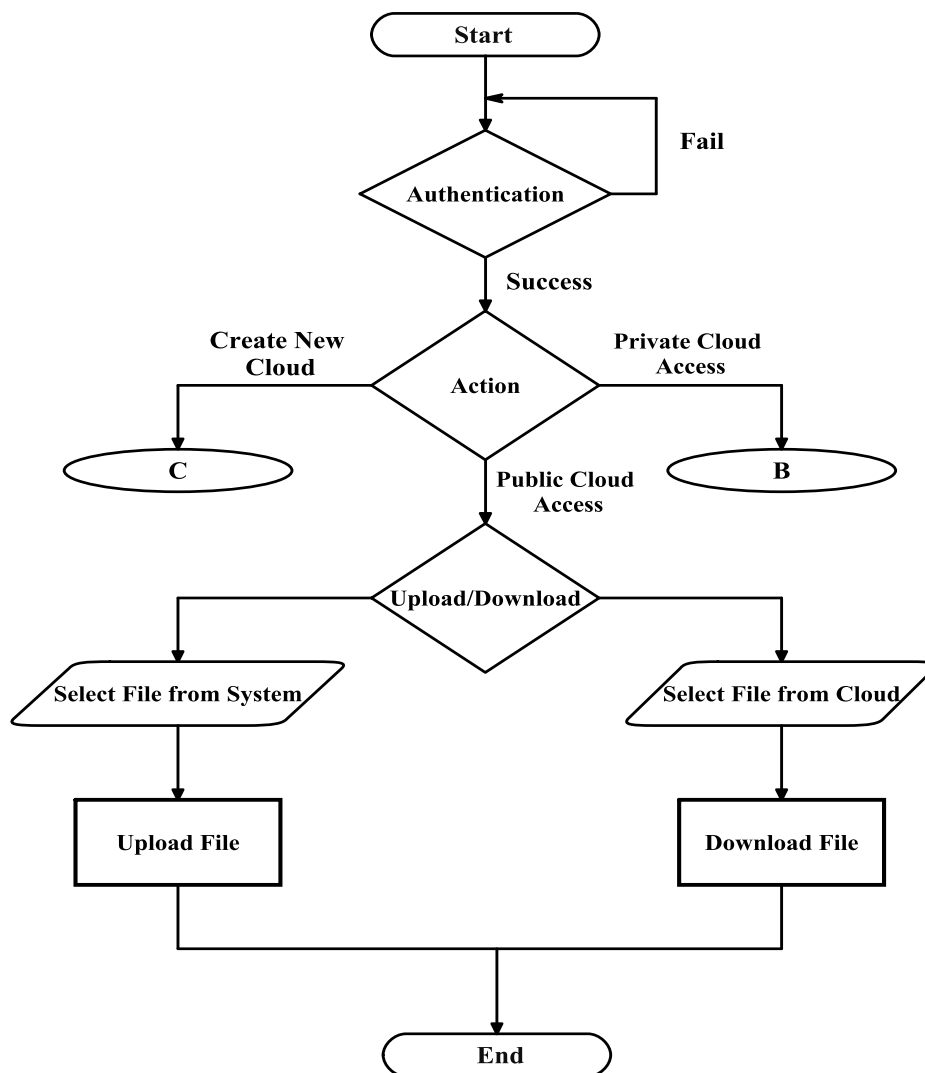 Start
Fail
Authentication
Success
Create New
Cloud
Private Cloud
Access
Action
C
B
Public Cloud
Access
Upload/Download
Select File from System
Select File from Cloud
Upload File
Download File
End